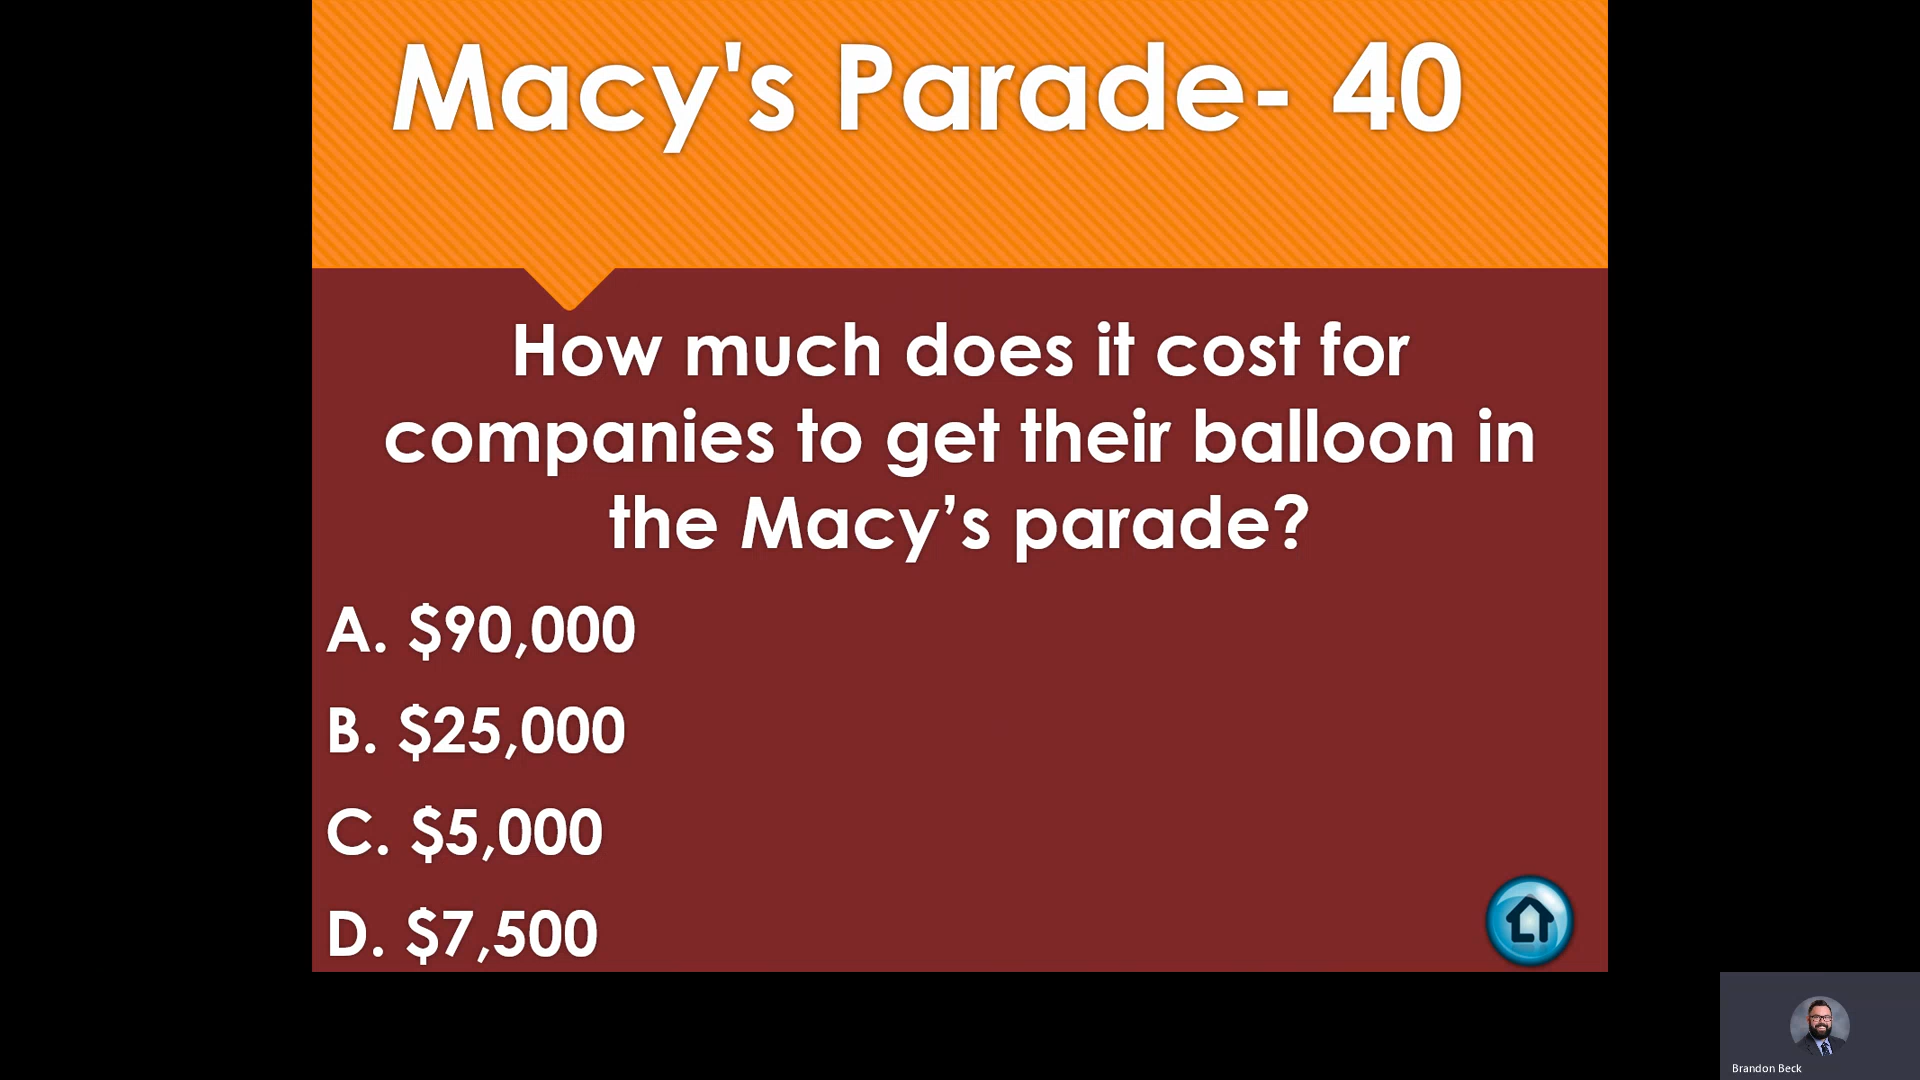 Macy's Parade- 40
How much does it cost for
companies to get their balloon in
the Macy’s parade?
A. $90,000
B. $25,000
C. $5,000
D. $7,500
Brandon Beck